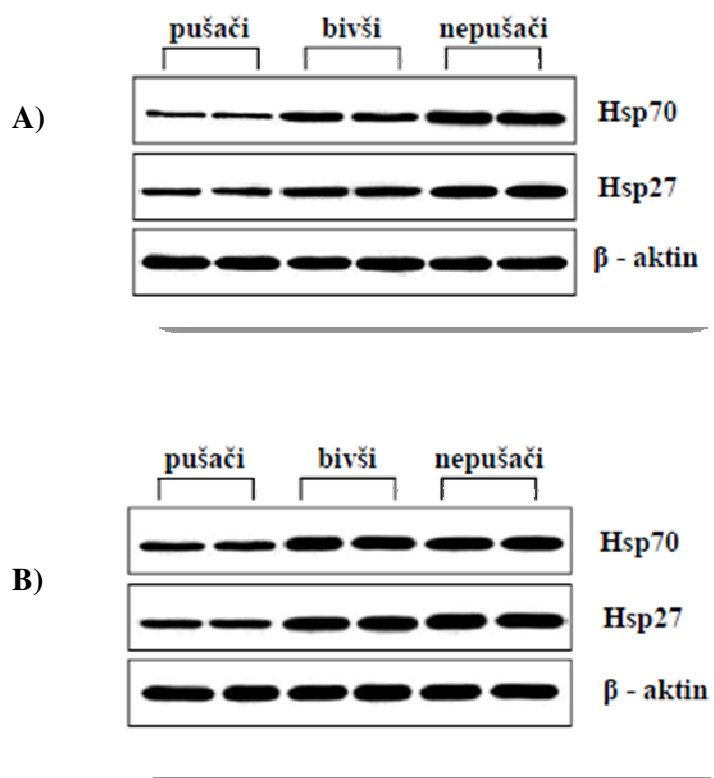 pušači bivši nepušači
A)
Hsp70
Hsp27
β - aktin
pušači bivši nepušači
Hsp70
B)
Hsp27
β - aktin